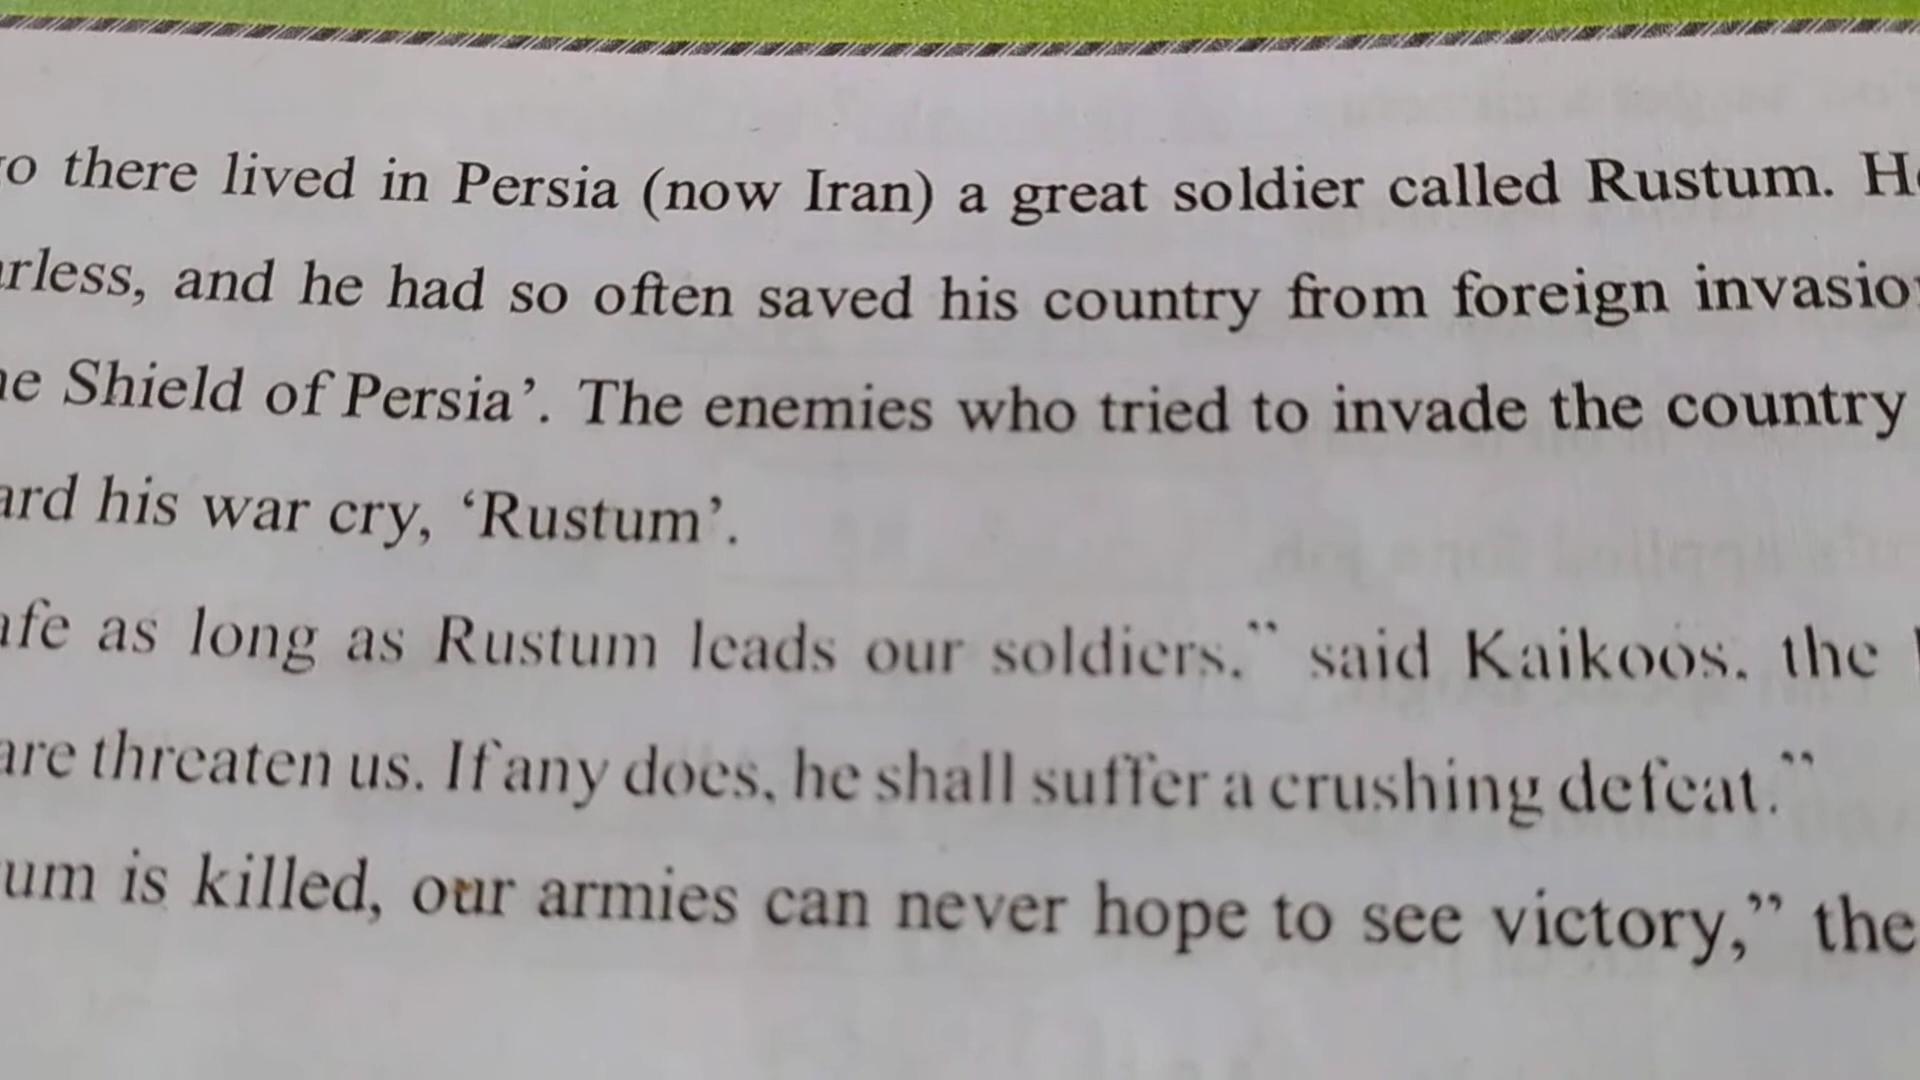 o there lived in Persia (now Iran) a great soldier called Rustum. H
rless, and he had so often saved his country from foreign invasio
e Shield of Persia’. The enemies who tried to invade the country
ard his war cry, ‘Rustum’.
afe as long as Rustum leads our soldiers.” said Kaikoos, the
are threaten us. If any does, he shall suffer a crushing defeat.”
um is killed, our armies can never hope to see victory,” the